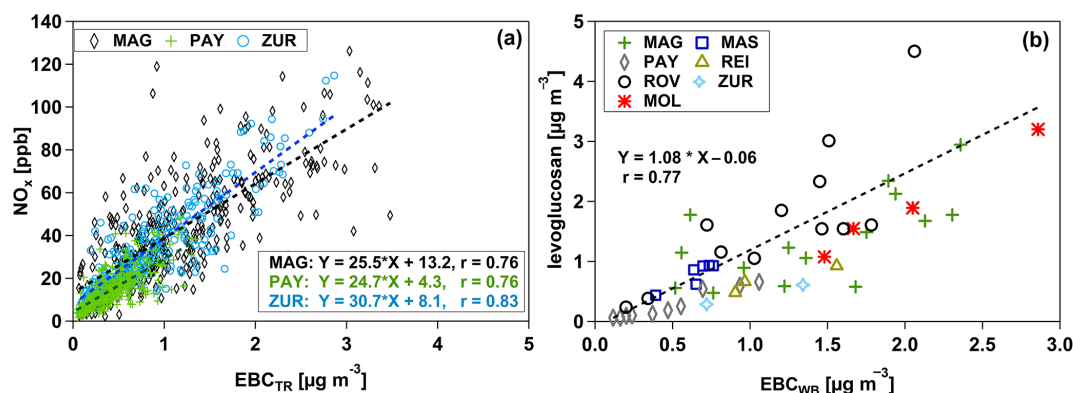 (a)
MAG PAY ZUR
140
120
100
80
60
40
20
0
NOx [ppb]
MAG: Y = 25.5*X + 13.2, r = 0.76
PAY: Y = 24.7*X + 4.3, r = 0.76
ZUR: Y = 30.7*X + 8.1, r = 0.83
0 1 2 3 4 5
EBCTR [µg m⁻³]
(b)
MAG MAS
PAY REI
ROV ZUR
MOL
Y = 1.08 * X – 0.06
r = 0.77
5
4
3
2
1
0
levoglucosan [µg m⁻³]
0.0 0.5 1.0 1.5 2.0 2.5 3.0
EBCWB [µg m⁻³]